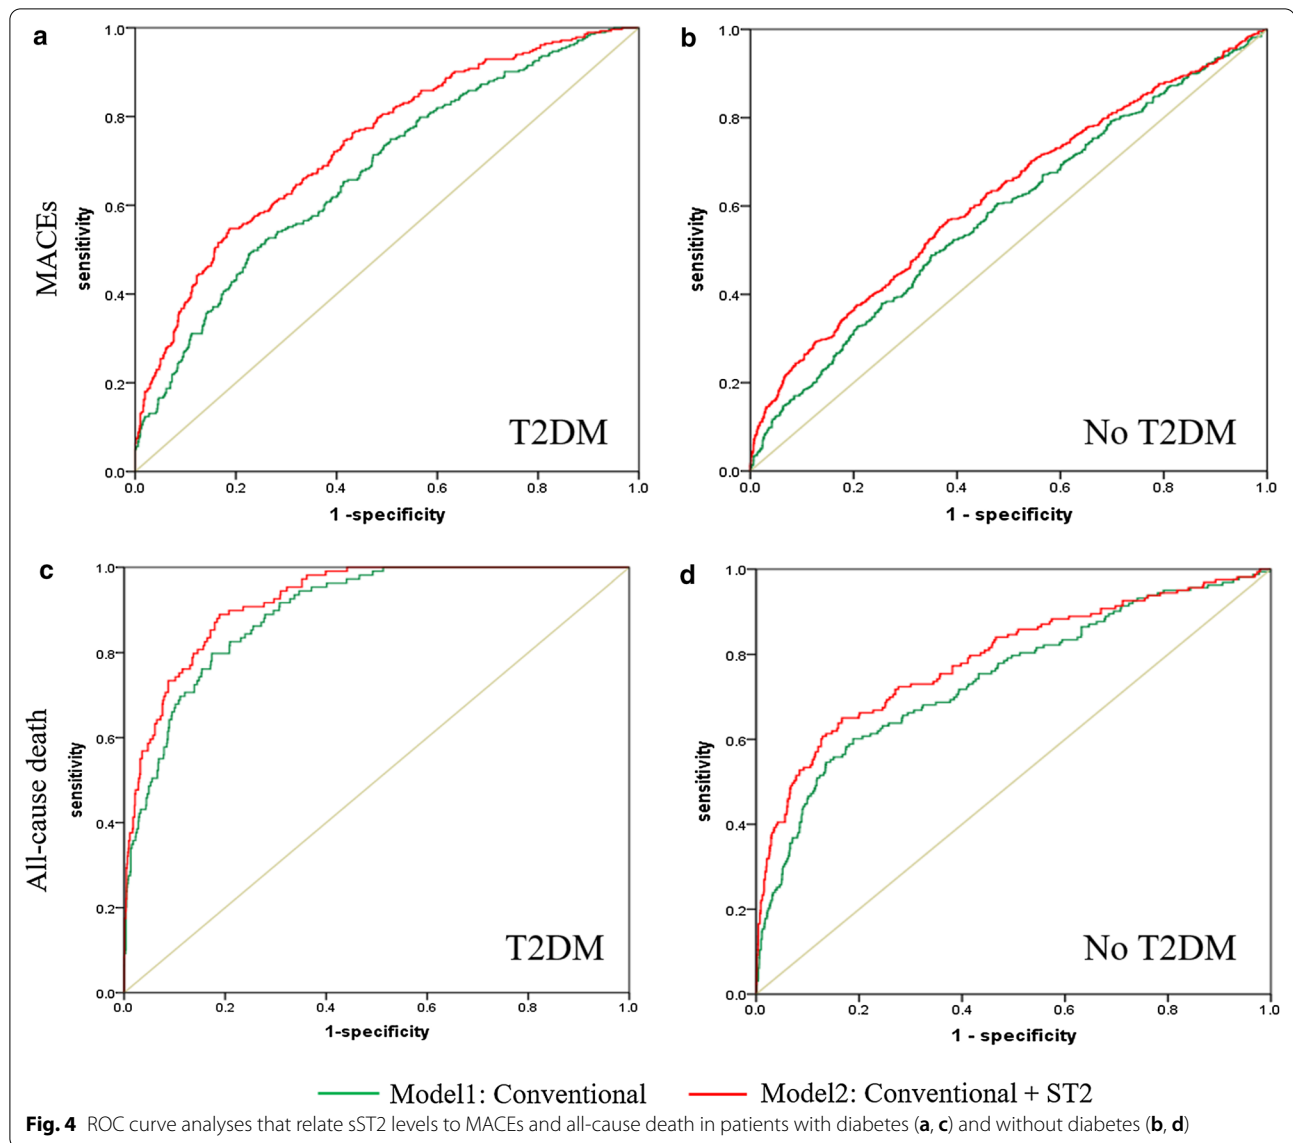 a
1.0
0.8
0.6
0.4
0.2
0.0
MACEs
sensitivity
T2DM
0.0 0.2 0.4 0.6 0.8 1.0
1 -specificity
b
1.0
0.8
0.6
0.4
0.2
0.0
sensitivity
No T2DM
0.0 0.2 0.4 0.6 0.8 1.0
1 - specificity
c
1.0
0.8
0.6
0.4
0.2
0.0
All-cause death
sensitivity
T2DM
0.0 0.2 0.4 0.6 0.8 1.0
1-specificity
d
1.0
0.8
0.6
0.4
0.2
0.0
sensitivity
No T2DM
0.0 0.2 0.4 0.6 0.8 1.0
1 - specificity
Model1: Conventional
Model2: Conventional + ST2
Fig. 4 ROC curve analyses that relate sST2 levels to MACEs and all-cause death in patients with diabetes (a, c) and without diabetes (b, d)